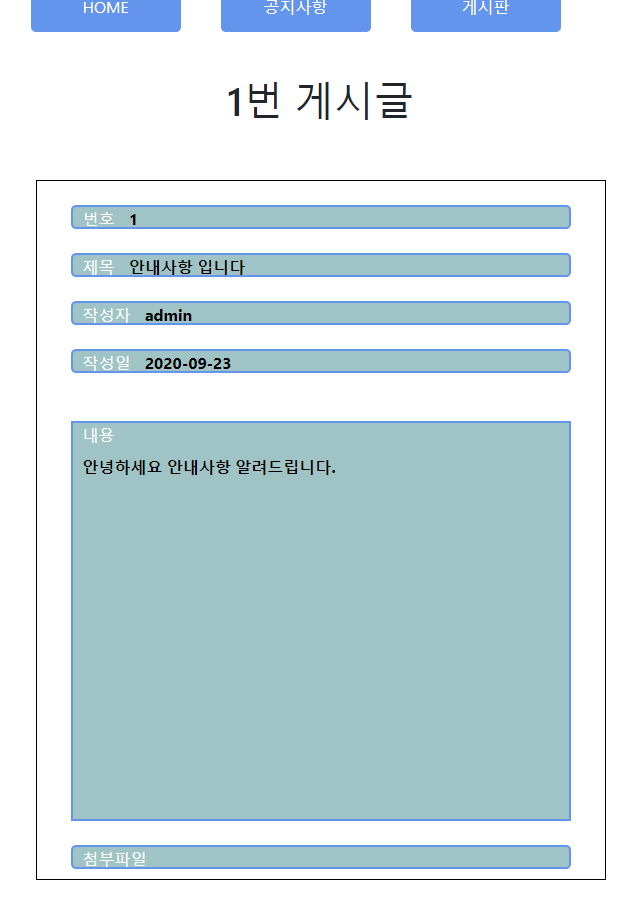 HOME 공지사항 게시판
1번 게시글
번호 1
제목 안내사항 입니다
작성자 admin
작성일 2020-09-23
내용
안녕하세요 안내사항 알려드립니다.
첨부파일